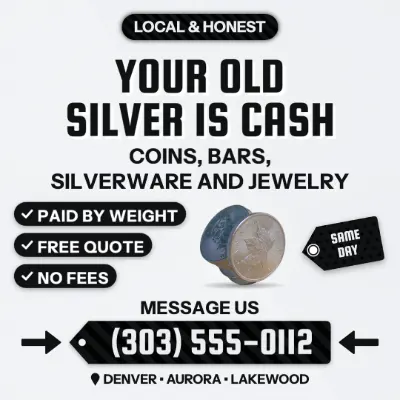 LOCAL & HONEST
YOUR OLD
SILVER IS CASH
COINS, BARS,
SILVERWARE AND JEWELRY
PAID BY WEIGHT
FREE QUOTE
NO FEES
SAME
DAY
MESSAGE US
(303) 555-0112
DENVER • AURORA • LAKEWOOD